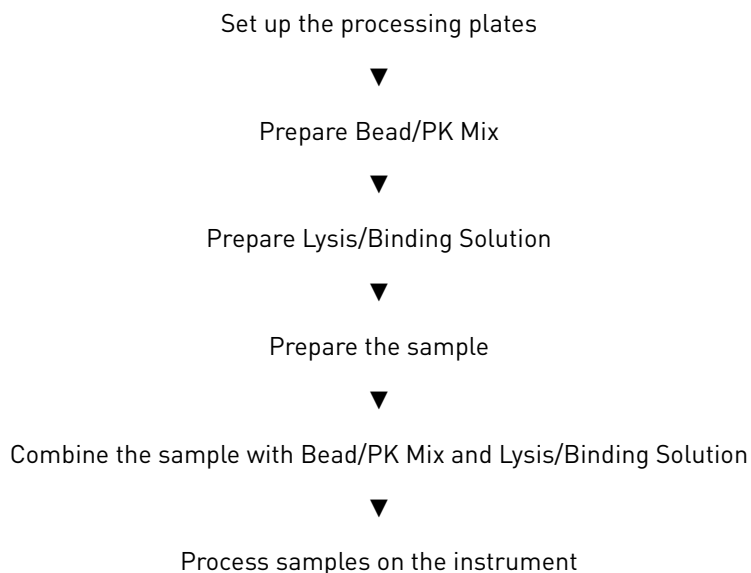 Set up the processing plates
Prepare Bead/PK Mix
Prepare Lysis/Binding Solution
Prepare the sample
Combine the sample with Bead/PK Mix and Lysis/Binding Solution
Process samples on the instrument